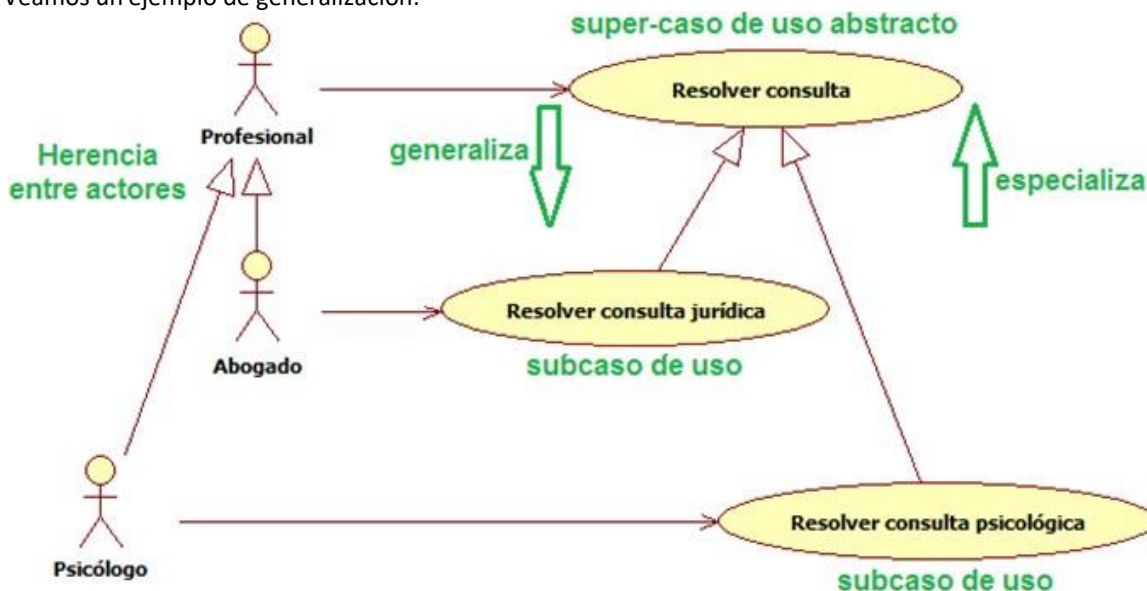 Veamos un ejemplo de generalización:
super-caso de uso abstracto
Resolver consulta
Profesional
Herencia
entre actores
generaliza
especializa
Resolver consulta jurídica
Abogado
subcaso de uso
Resolver consulta psicológica
Psicólogo
subcaso de uso